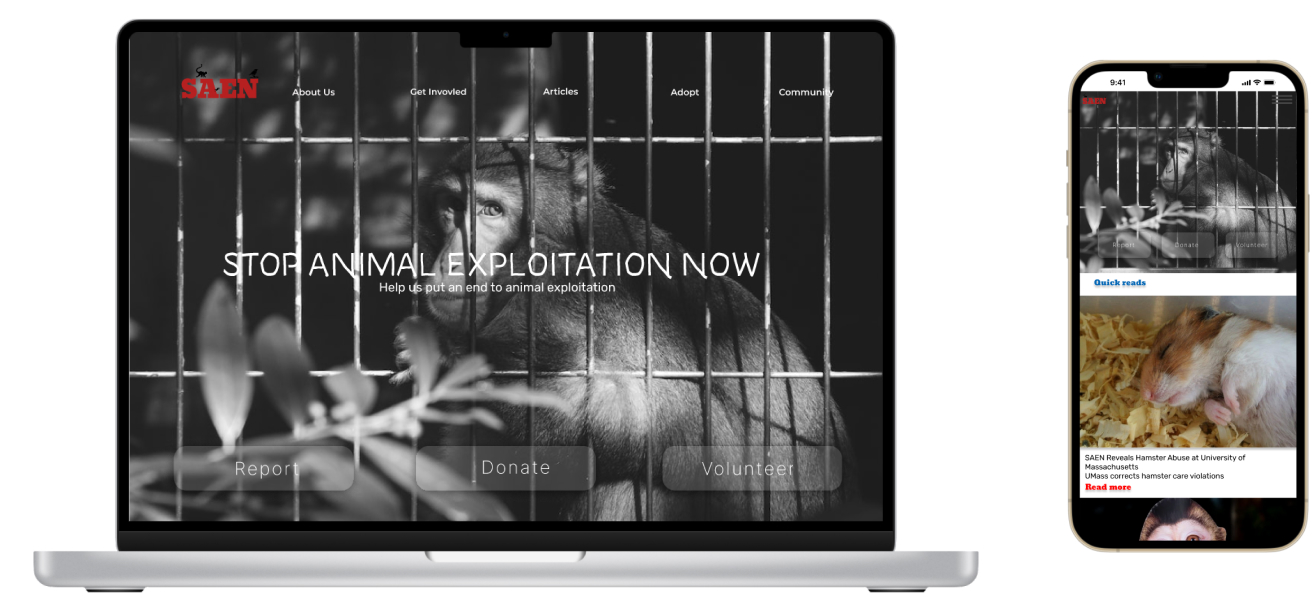 SAEN
About Us
Get Invovled
Articles
Adopt
Community
STOP ANIMAL EXPLOITATION NOW
Help us put an end to animal exploitation
Report
Donate
Volunteer
9:41
SAEN
Report
Donate
Volunteer
Quick reads
SAEN Reveals Hamster Abuse at University of
Massachusetts
UMass corrects hamster care violations
Read more